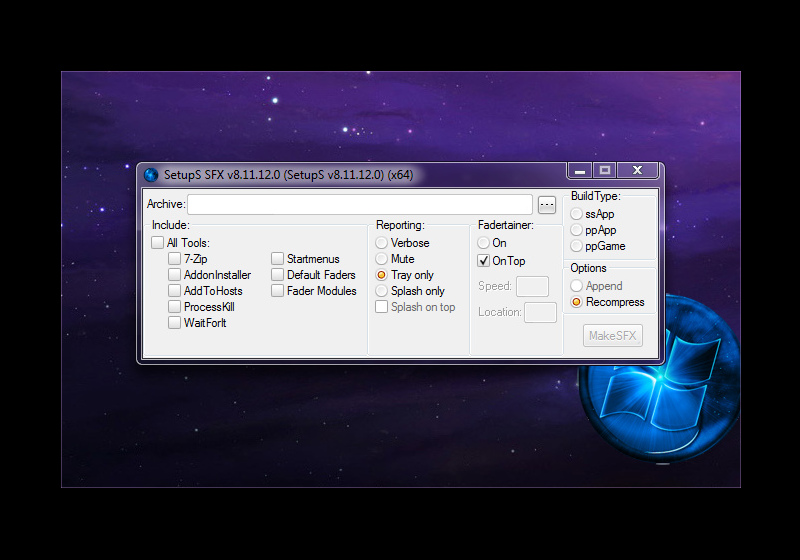 SetupS SFX v8.11.12.0 (SetupS v8.11.12.0) (x64)
Archive:
...
Include:
All Tools:
7-Zip
AddonInstaller
AddToHosts
ProcessKill
WaitForIt
Startmenus
Default Faders
Fader Modules
Reporting:
Verbose
Mute
Tray only
Splash only
Splash on top
Fadertainer:
On
OnTop
Speed:
Location:
BuildType:
ssApp
ppApp
ppGame
Options
Append
Recompress
MakeSFX